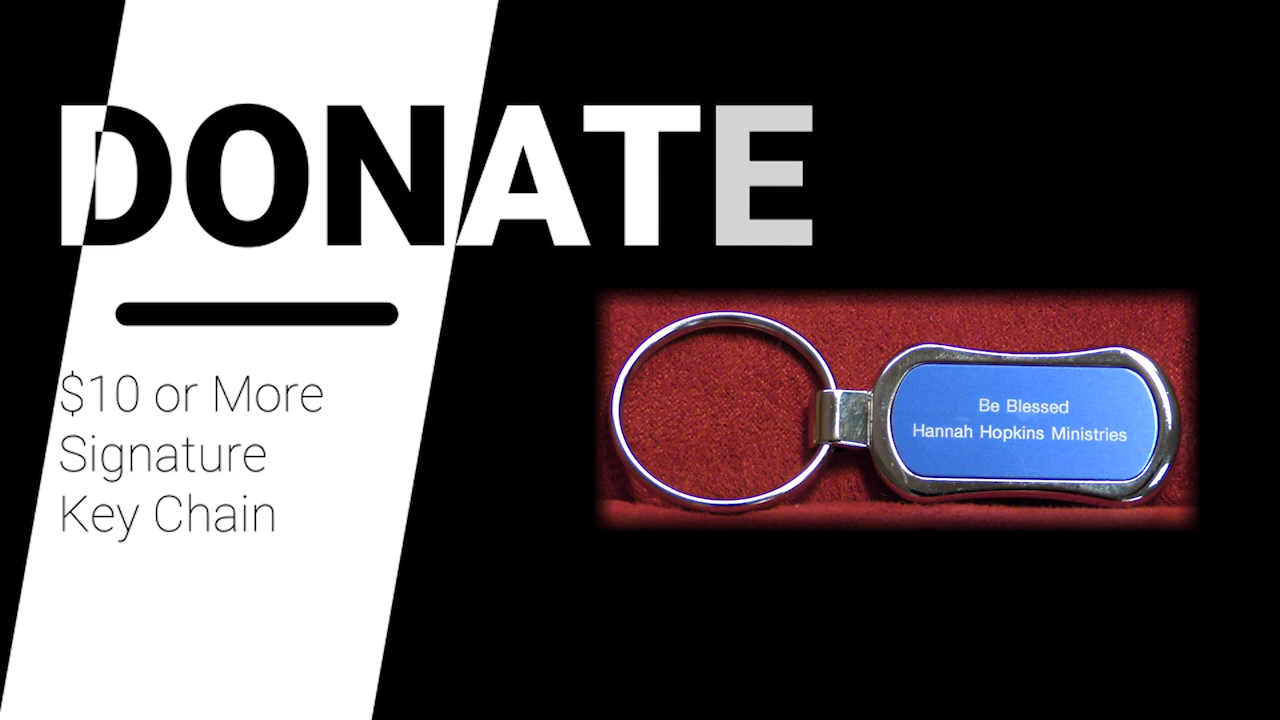 DONATE
$10 or More
Signature
Key Chain
Be Blessed
Hannah Hopkins Ministries